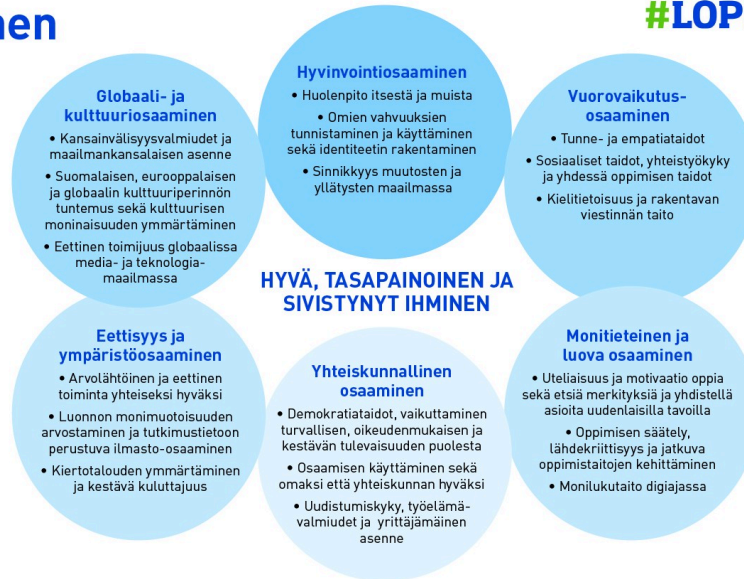 nen
#LOP
Hyvinvointiosaaminen
• Huolenpito itsestä ja muista
• Omien vahvuuksien
tunnistaminen ja käyttäminen
sekä identiteetin rakentaminen
• Sinnikkyys muutosten ja
yllätysten maailmassa
Globaali- ja
kulttuuriosaaminen
• Kansainvälisyysvalmiudet ja
maailmankansalaisen asenne
• Suomalaisen, eurooppalaisen
ja globaalin kulttuuriperinnön
tuntemus sekä kulttuurisen
moninaisuuden ymmärtäminen
• Eettinen toimijuus globaalissa
media- ja teknologia-
maailmassa
Vuorovaikutus-
osaaminen
• Tunne- ja empatiataidot
• Sosiaaliset taidot, yhteistyökyky
ja yhdessä oppimisen taidot
• Kielitietoisuus ja rakentavan
viestinnän taito
HYVÄ, TASAPAINOINEN JA
SIVISTYNYT IHMINEN
Eettisyys ja
ympäristöosaaminen
• Arvolähtöinen ja eettinen
toiminta yhteiseksi hyväksi
• Luonnon monimuotoisuuden
arvostaminen ja tutkimustietoon
perustuva ilmasto-osaaminen
• Kiertotalouden ymmärtäminen
ja kestävä kuluttajuus
Yhteiskunnallinen
osaaminen
• Demokratiataidot, vaikuttaminen
turvallisen, oikeudenmukaisen ja
kestävän tulevaisuuden puolesta
• Osaamisen käyttäminen sekä
omaksi että yhteiskunnan hyväksi
• Uudistumiskyky, työelämä-
valmiudet ja yrittäjämäinen
asenne
Monitieteinen ja
luova osaaminen
• Uteliaisuus ja motivaatio oppia
sekä etsiä merkityksiä ja yhdistellä
asioita uudenlaisilla tavoilla
• Oppimisen säätely,
lähdekriittisyys ja jatkuva
oppimistaitojen kehittäminen
• Monilukutaito digiajassa